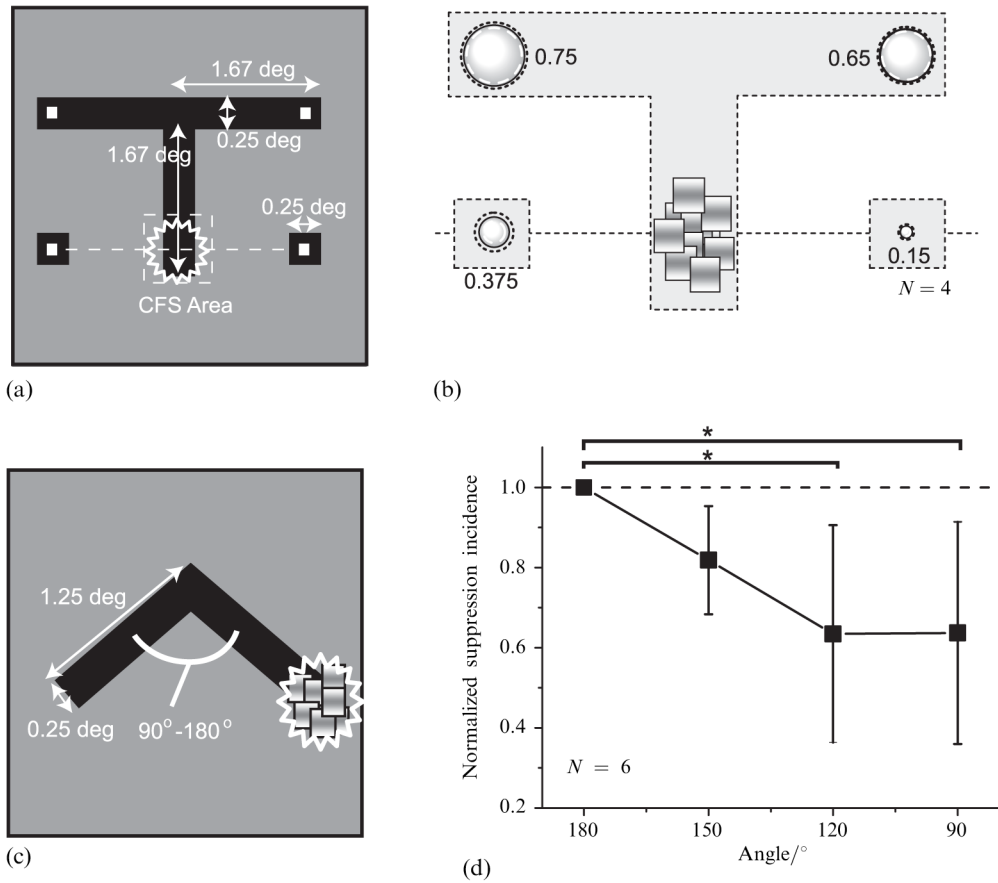 1.67 deg
0.25 deg
1.67 deg
0.25 deg
CFS Area
(a)
0.75
0.65
0.375
0.15
N = 4
(b)
1.25 deg
0.25 deg
90°-180°
(c)
*
*
Normalized suppression incidence
1.0
0.8
0.6
0.4
0.2
N = 6
180
150
120
90
Angle/°
(d)